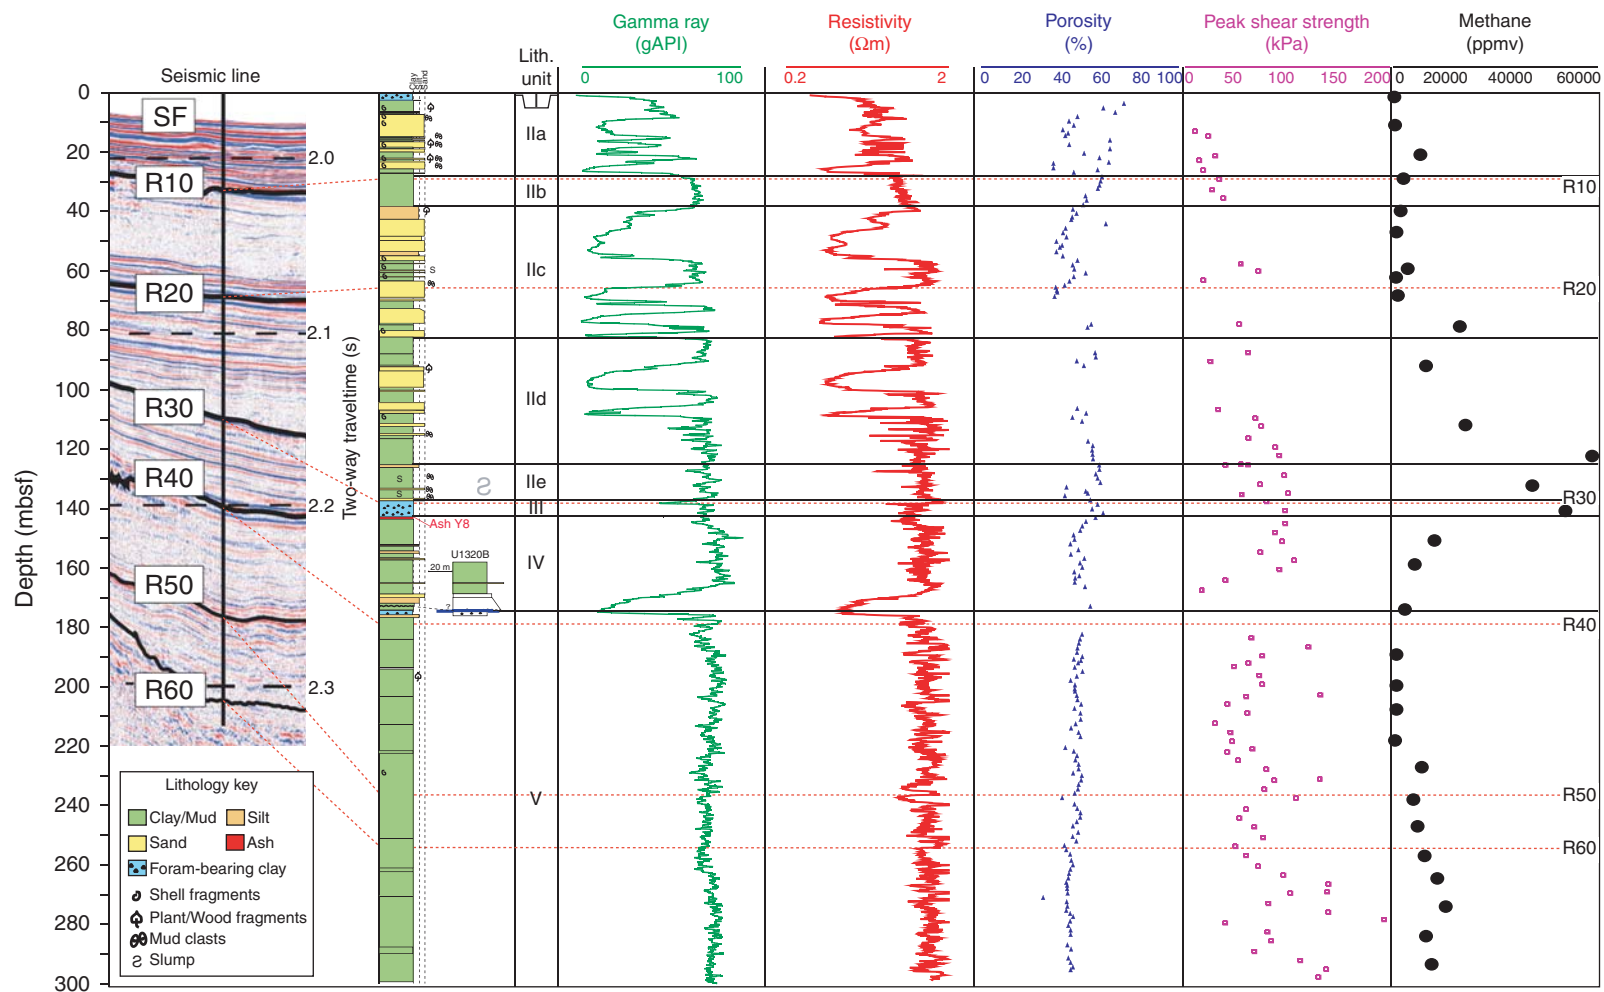 Gamma ray
(gAPI)
Resistivity
(Ωm)
Porosity
(%)
Peak shear strength
(kPa)
Methane
(ppmv)
Seismic line
Clay
Silt
Sand
Lith.
unit
0 100
0.2 2
0 20 40 60 80 100
0 50 100 150 200
0 20000 40000 60000
Depth (mbsf)
0
20
40
60
80
100
120
140
160
180
200
220
240
260
280
300
SF
R10
R20
R30
R40
R50
R60
2.0
2.1
2.2
2.3
Two-way traveltime (s)
S
S
S
S
Ash Y8
U1320B
20 m
?
IIa
IIb
IIc
IId
IIe
III
IV
V
R10
R20
R30
R40
R50
R60
Lithology key
Clay/Mud
Silt
Sand
Ash
Foram-bearing clay
Shell fragments
Plant/Wood fragments
Mud clasts
S Slump